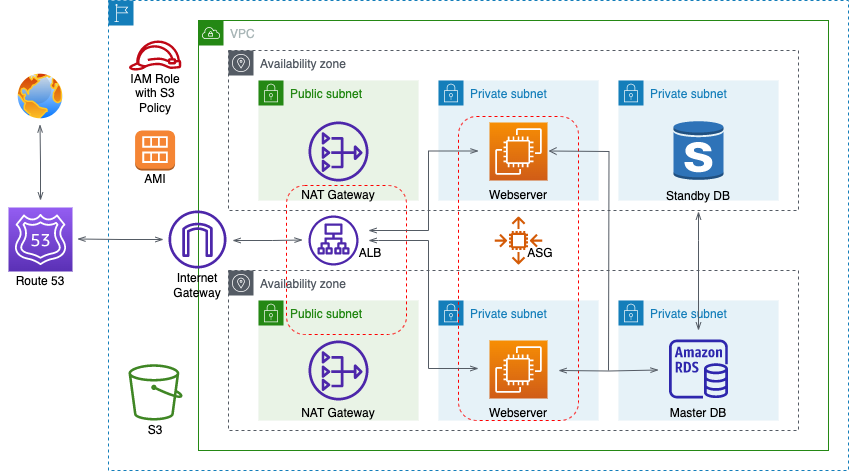 VPC
Availability zone
IAM Role
with S3
Policy
Public subnet
Private subnet
Private subnet
S
AMI
NAT Gateway
Webserver
Standby DB
53
ALB
ASG
Route 53
Internet
Gateway
Availability zone
Public subnet
Private subnet
Private subnet
Amazon
RDS
NAT Gateway
Webserver
Master DB
S3